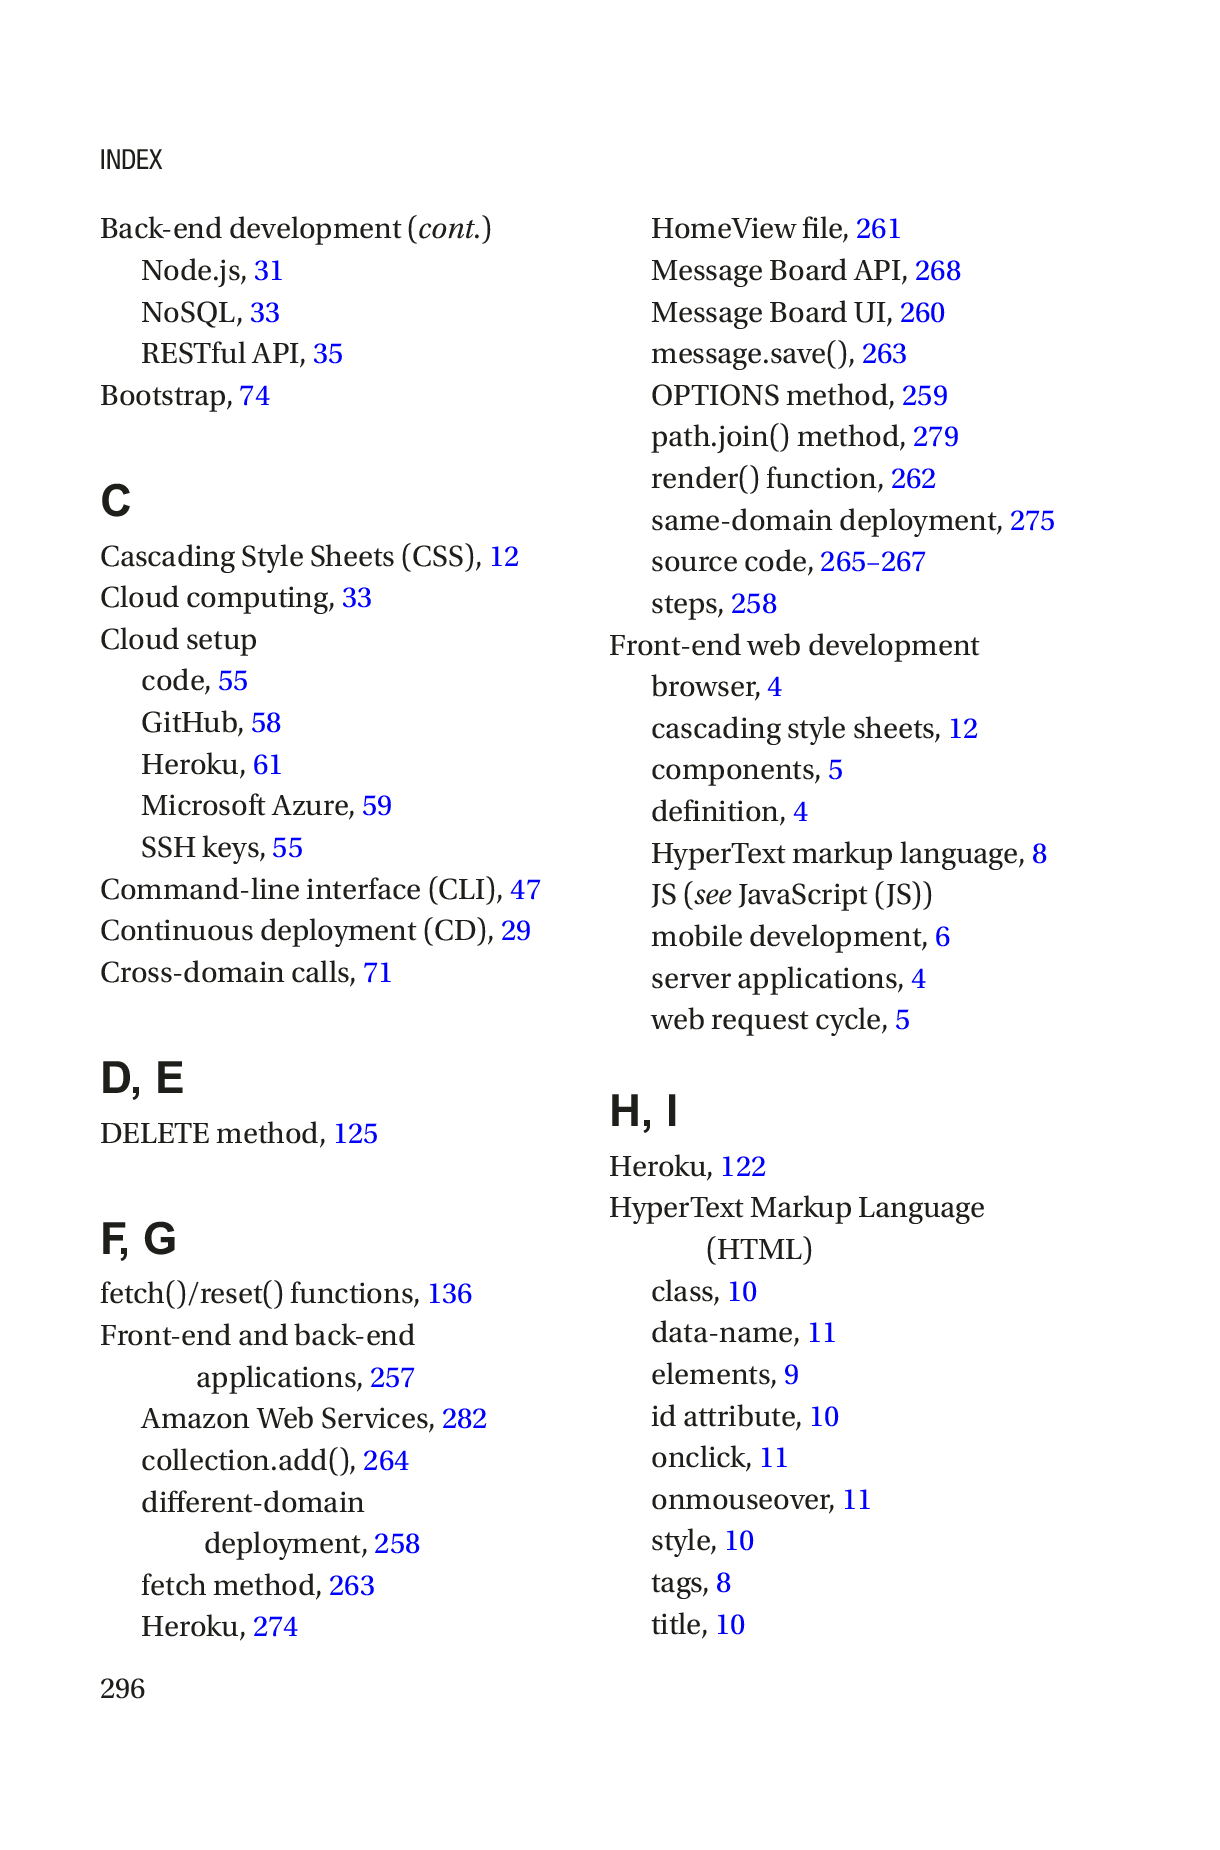 INDEX
Back-end development (cont.)
Node.js, 31
NoSQL, 33
RESTful API, 35
Bootstrap, 74
C
Cascading Style Sheets (CSS), 12
Cloud computing, 33
Cloud setup
code, 55
GitHub, 58
Heroku, 61
Microsoft Azure, 59
SSH keys, 55
Command-line interface (CLI), 47
Continuous deployment (CD), 29
Cross-domain calls, 71
D, E
DELETE method, 125
F, G
fetch()/reset() functions, 136
Front-end and back-end
applications, 257
Amazon Web Services, 282
collection.add(), 264
different-domain
deployment, 258
fetch method, 263
Heroku, 274
HomeView file, 261
Message Board API, 268
Message Board UI, 260
message.save(), 263
OPTIONS method, 259
path.join() method, 279
render() function, 262
same-domain deployment, 275
source code, 265–267
steps, 258
Front-end web development
browser, 4
cascading style sheets, 12
components, 5
definition, 4
HyperText markup language, 8
JS (see JavaScript (JS))
mobile development, 6
server applications, 4
web request cycle, 5
H, I
Heroku, 122
HyperText Markup Language
(HTML)
class, 10
data-name, 11
elements, 9
id attribute, 10
onclick, 11
onmouseover, 11
style, 10
tags, 8
title, 10
296